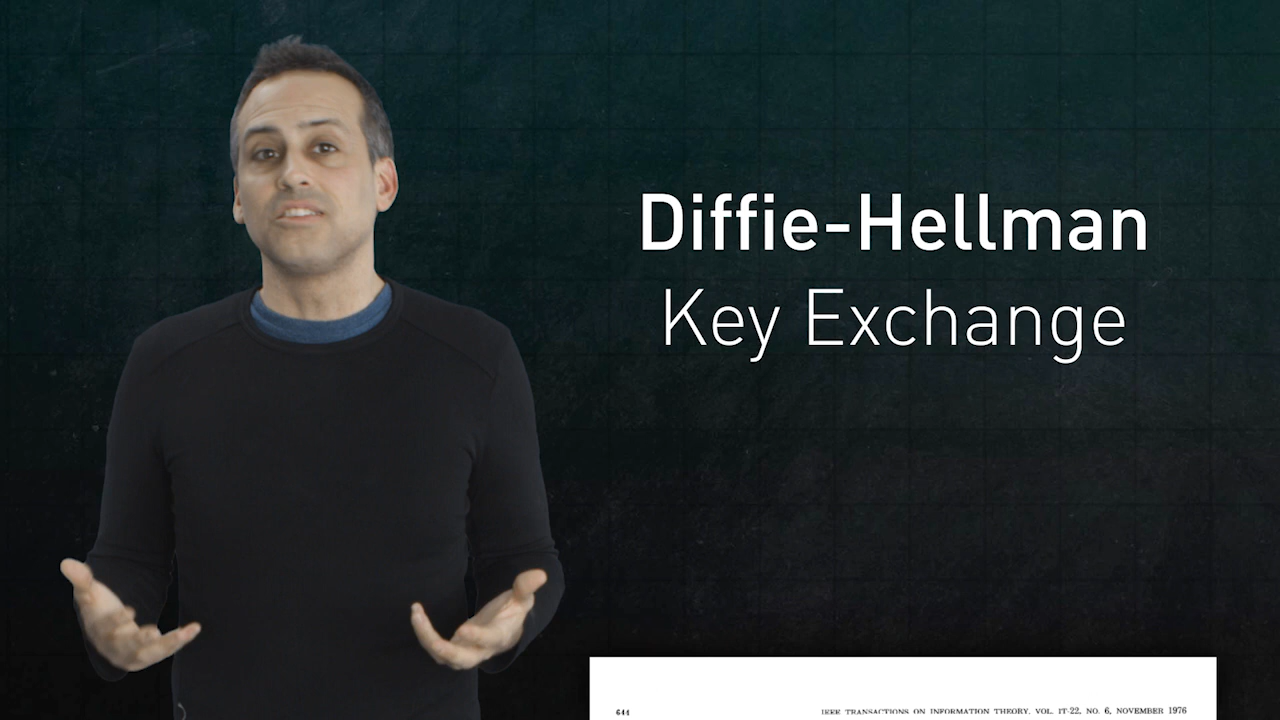 Diffie-Hellman
Key Exchange
644 IEEE TRANSACTIONS ON INFORMATION THEORY, VOL. IT-22, NO. 6, NOVEMBER 1976